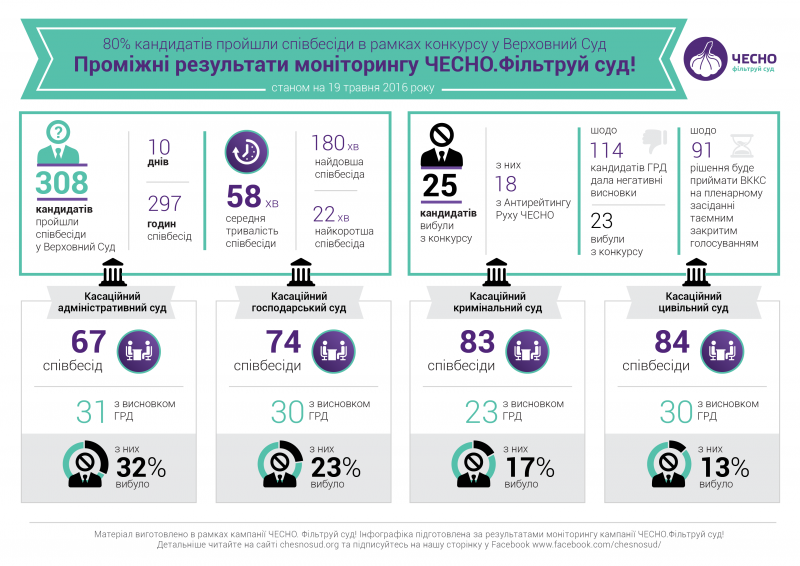 80% кандидатів пройшли співбесіди в рамках конкурсу у Верховний Суд
Проміжні результати моніторингу ЧЕСНО.Фільтруй суд!
станом на 19 травня 2016 року
ЧЕСНО
фільтруй суд
308
кандидатів
пройшли
співбесіди
у Верховний Суд
10
днів
297
годин
співбесід
58 хв
середня
тривалість
співбесіди
180 хв
найдовша
співбесіда
22 хв
найкоротша
співбесіда
25
кандидатів
вибули
з конкурсу
з них
18
з Антирейтингу
Руху ЧЕСНО
щодо
114
кандидатів ГРД
дала негативні
висновки
23
вибули
з конкурсу
щодо
91
рішення буде
приймати ВККС
на пленарному
засіданні
таємним
закритим
голосуванням
Касаційний
адміністративний суд
67
співбесід
31 з висновком
ГРД
з них
32%
вибуло
Касаційний
господарський суд
74
співбесіди
30 з висновком
ГРД
з них
23%
вибуло
Касаційний
кримінальний суд
83
співбесіди
23 з висновком
ГРД
з них
17%
вибуло
Касаційний
цивільний суд
84
співбесіди
30 з висновком
ГРД
з них
13%
вибуло
Матеріал виготовлено в рамках кампанії ЧЕСНО. Фільтруй суд! Інфографіка підготовлена за результатами моніторингу кампанії ЧЕСНО.Фільтруй суд!
Детальніше читайте на сайті chesnosud.org та підписуйтесь на нашу сторінку у Facebook www.facebook.com/chesnosud/